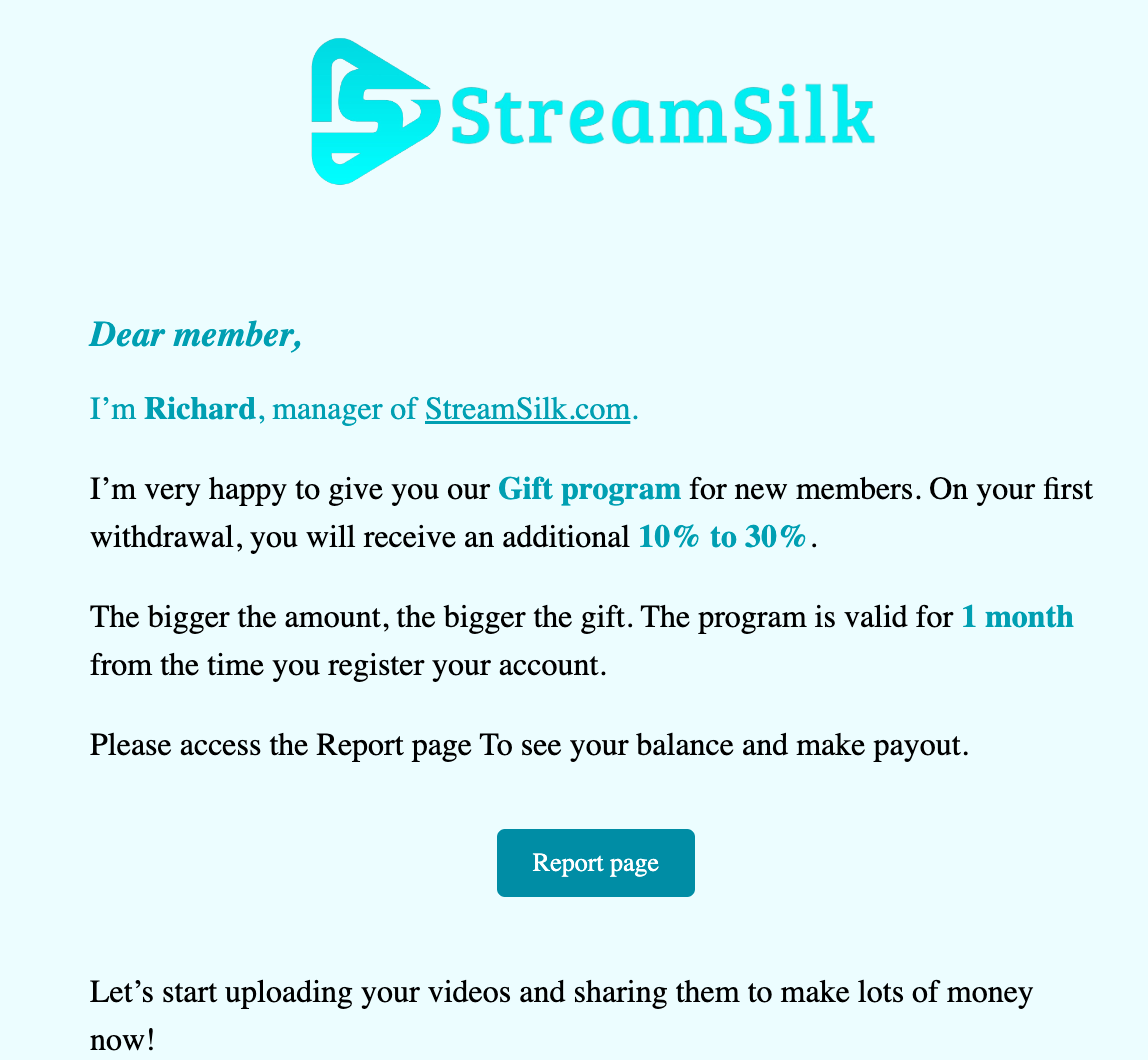 StreamSilk
Dear member,
I’m Richard, manager of StreamSilk.com.
I’m very happy to give you our Gift program for new members. On your first
withdrawal, you will receive an additional 10% to 30%.
The bigger the amount, the bigger the gift. The program is valid for 1 month
from the time you register your account.
Please access the Report page To see your balance and make payout.
Report page
Let’s start uploading your videos and sharing them to make lots of money
now!